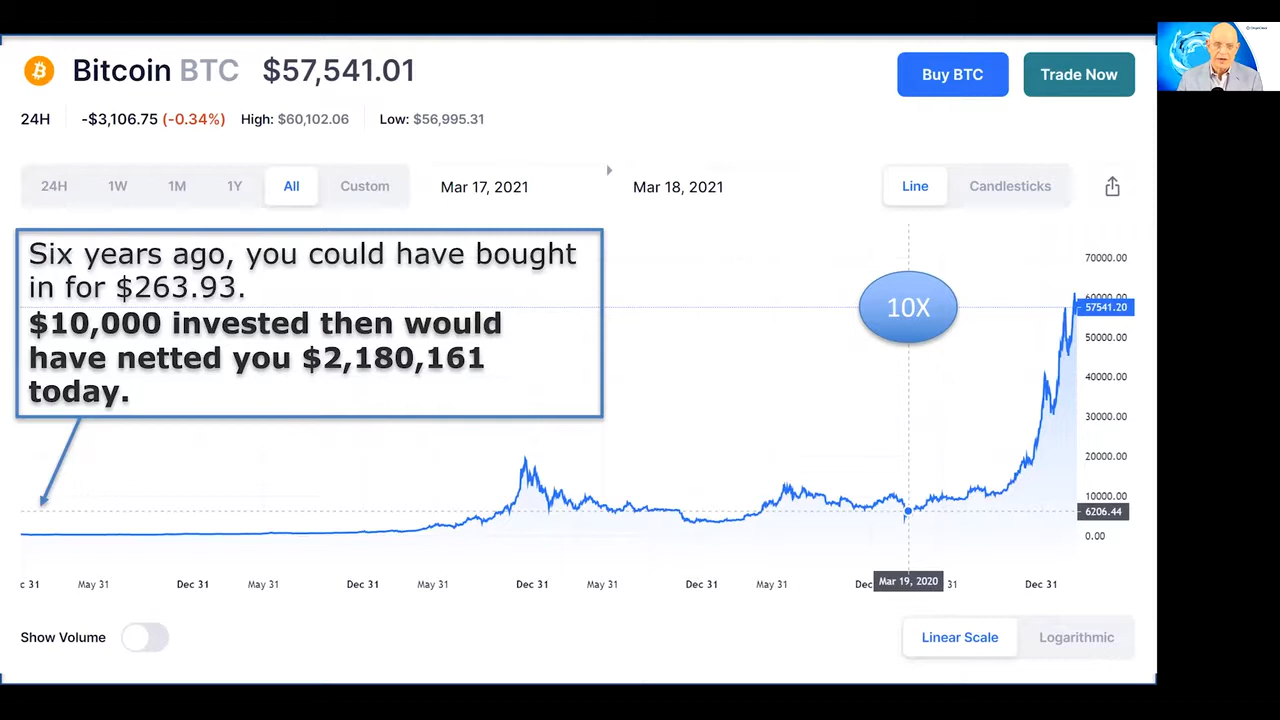 Bitcoin BTC $57,541.01
Buy BTC
Trade Now
24H -$3,106.75 (-0.34%) High: $60,102.06 Low: $56,995.31
24H 1W 1M 1Y All Custom
Mar 17, 2021
Mar 18, 2021
Line
Candlesticks
Six years ago, you could have bought
in for $263.93.
$10,000 invested then would
have netted you $2,180,161
today.
10X
70000.00
60000.00
57541.20
50000.00
40000.00
30000.00
20000.00
10000.00
6206.44
0.00
c 31 May 31 Dec 31 May 31 Dec 31 May 31 Dec 31 May 31 Dec 31 May 31 Dec Mar 19, 2020 31 Dec 31
Show Volume
Linear Scale
Logarithmic